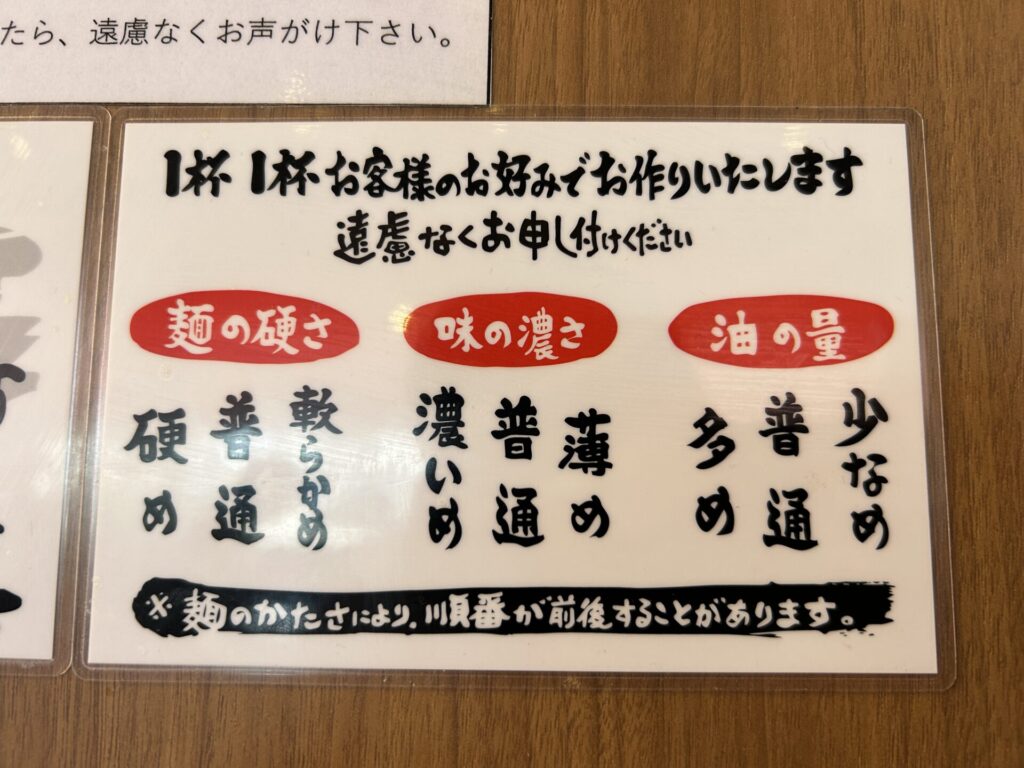 たら、遠慮なくお声がけ下さい。
1杯1杯お客様のお好みでお作りいたします
遠慮なくお申し付けください
麺の硬さ
硬め
普通
軟らかめ
味の濃さ
濃いめ
普通
薄め
油の量
多め
普通
少なめ
※麺のかたさにより、順番が前後することがあります。